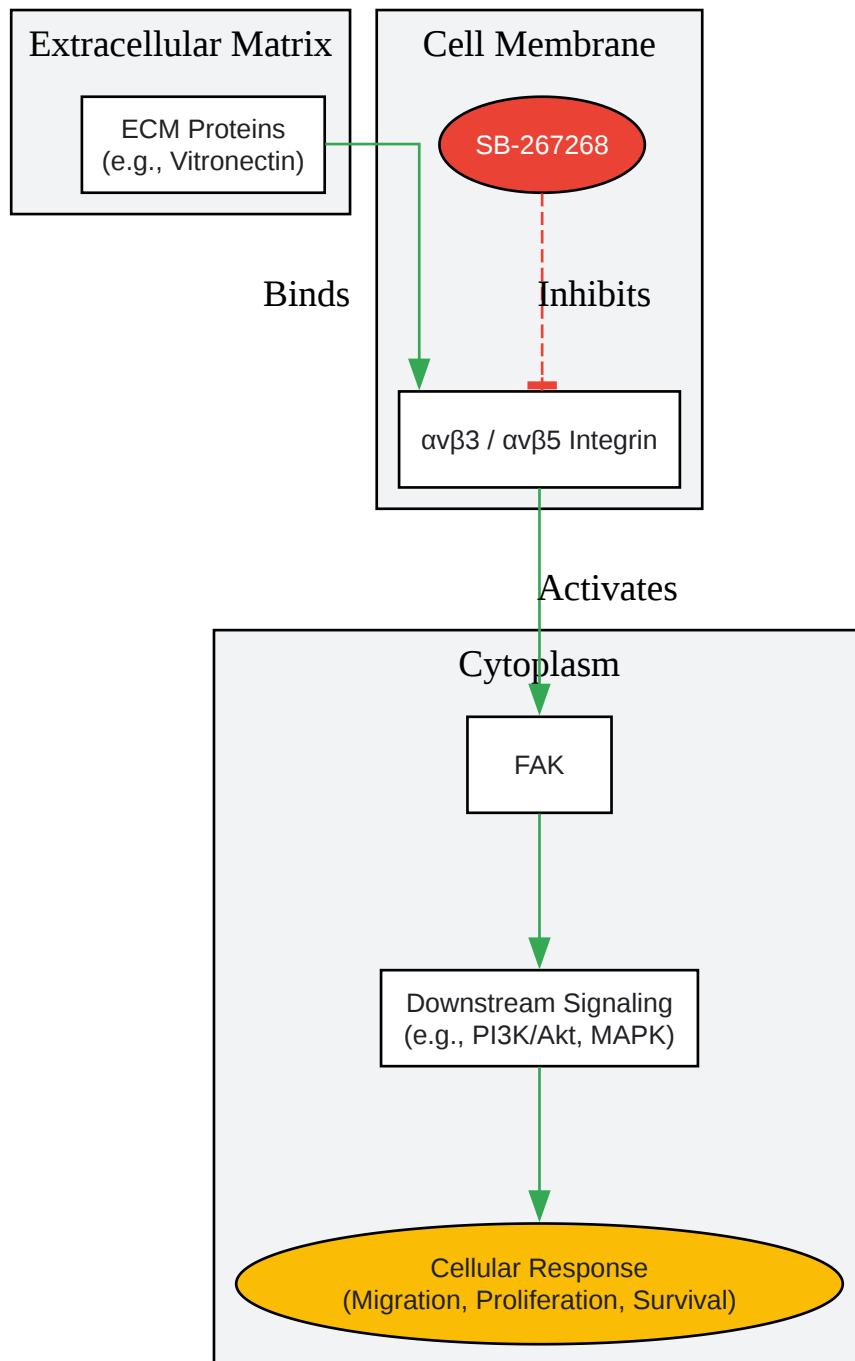 Extracellular Matrix
Cell Membrane
ECM Proteins
(e.g., Vitronectin)
SB-267268
Binds
Inhibits
αvβ3 / αvβ5 Integrin
Activates
Cytoplasm
FAK
Downstream Signaling
(e.g., PI3K/Akt, MAPK)
Cellular Response
(Migration, Proliferation, Survival)